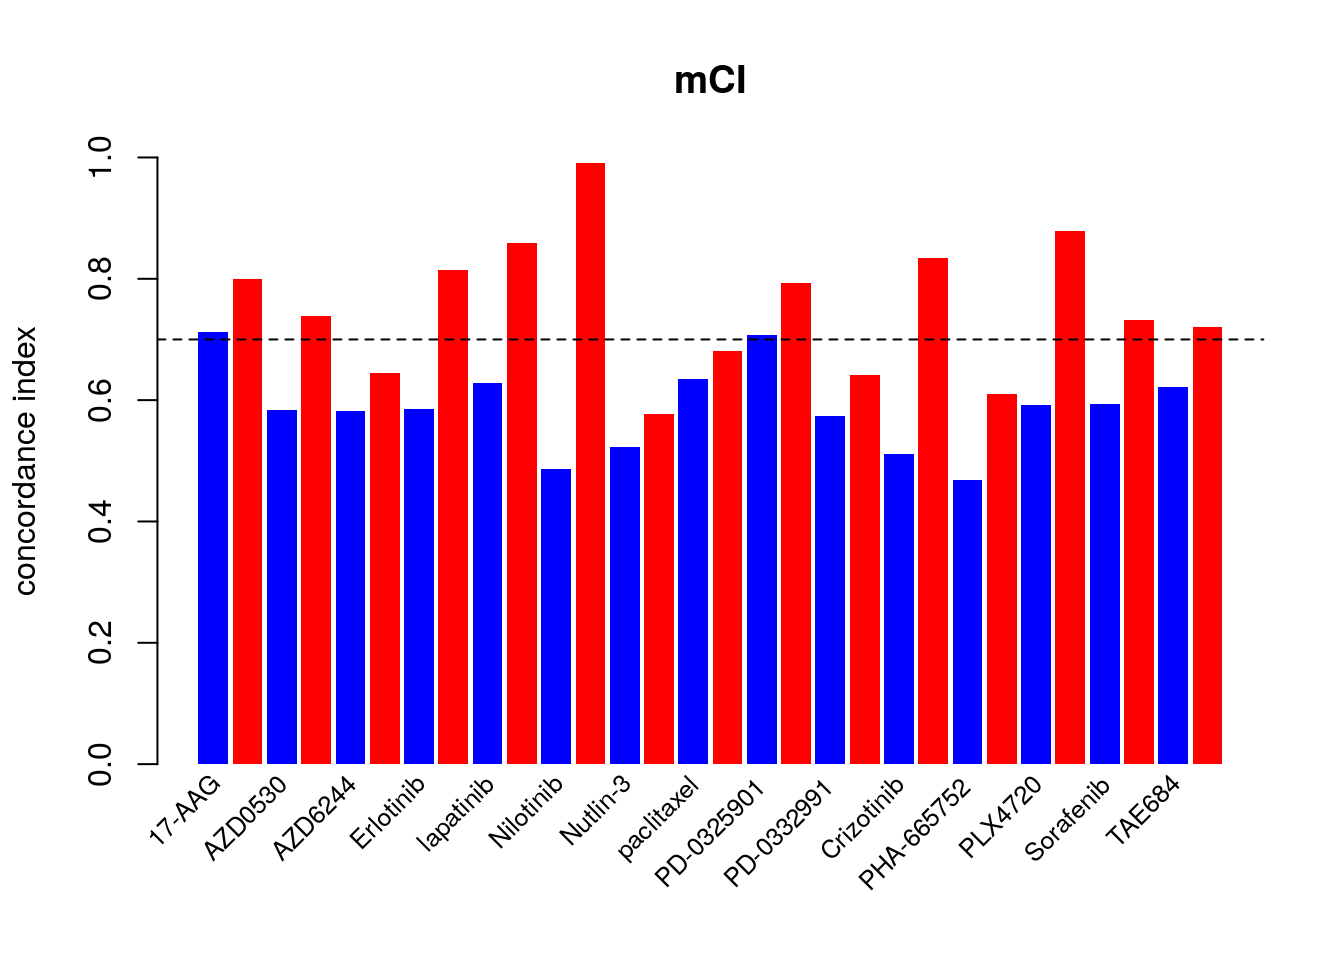 mCI
concordance index
1.0
0.8
0.6
0.4
0.2
0.0
17-AAG
AZD0530
AZD6244
Erlotinib
lapatinib
Nilotinib
Nutlin-3
paclitaxel
PD-0325901
PD-0332991
Crizotinib
PHA-665752
PLX4720
Sorafenib
TAE684